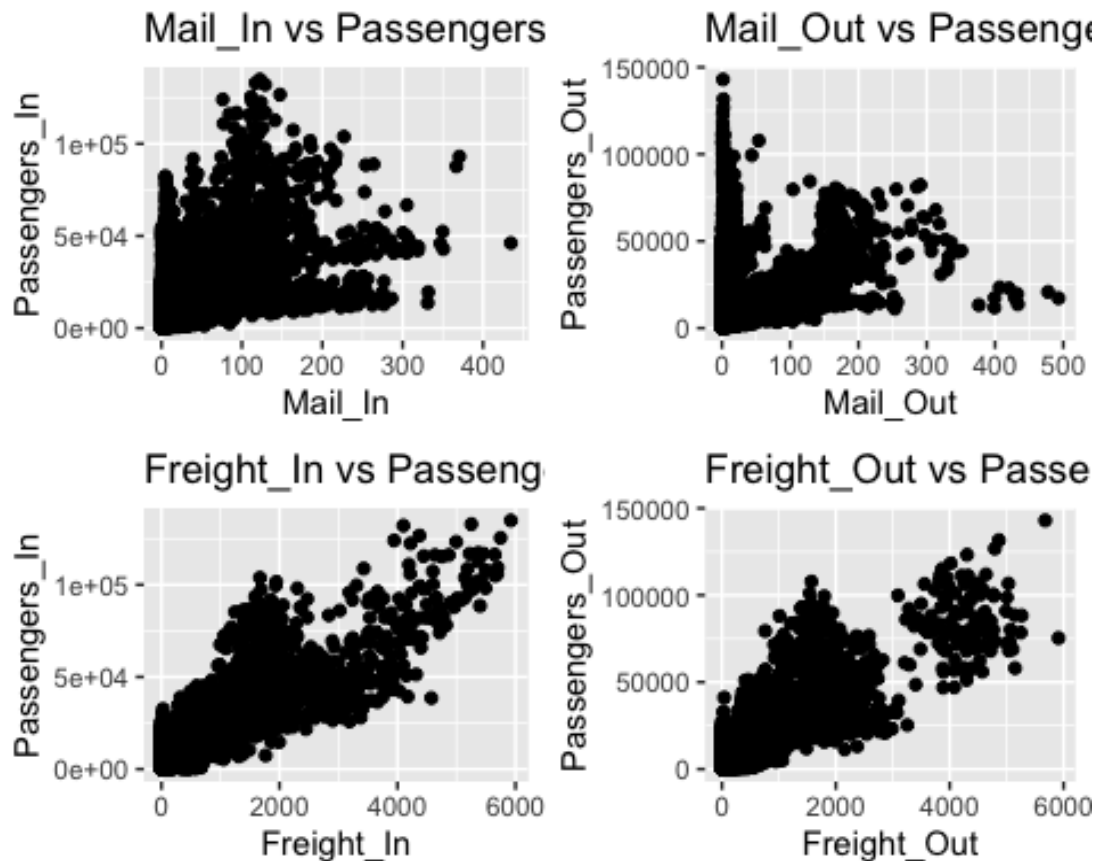 Mail_In vs Passengers
Passengers_In
1e+05
5e+04
0e+00
0 100 200 300 400
Mail_In
Mail_Out vs Passenge
Passengers_Out
150000
100000
50000
0
0 100 200 300 400 500
Mail_Out
Freight_In vs Passenge
Passengers_In
1e+05
5e+04
0e+00
0 2000 4000 6000
Freight_In
Freight_Out vs Passe
Passengers_Out
150000
100000
50000
0
0 2000 4000 6000
Freight_Out